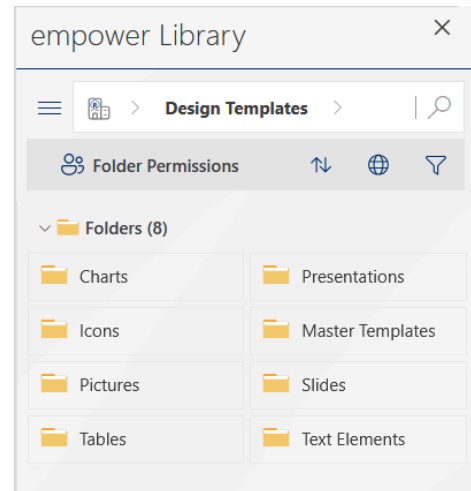 empower Library
Design Templates
Folder Permissions
Folders (8)
Charts
Presentations
Icons
Master Templates
Pictures
Slides
Tables
Text Elements